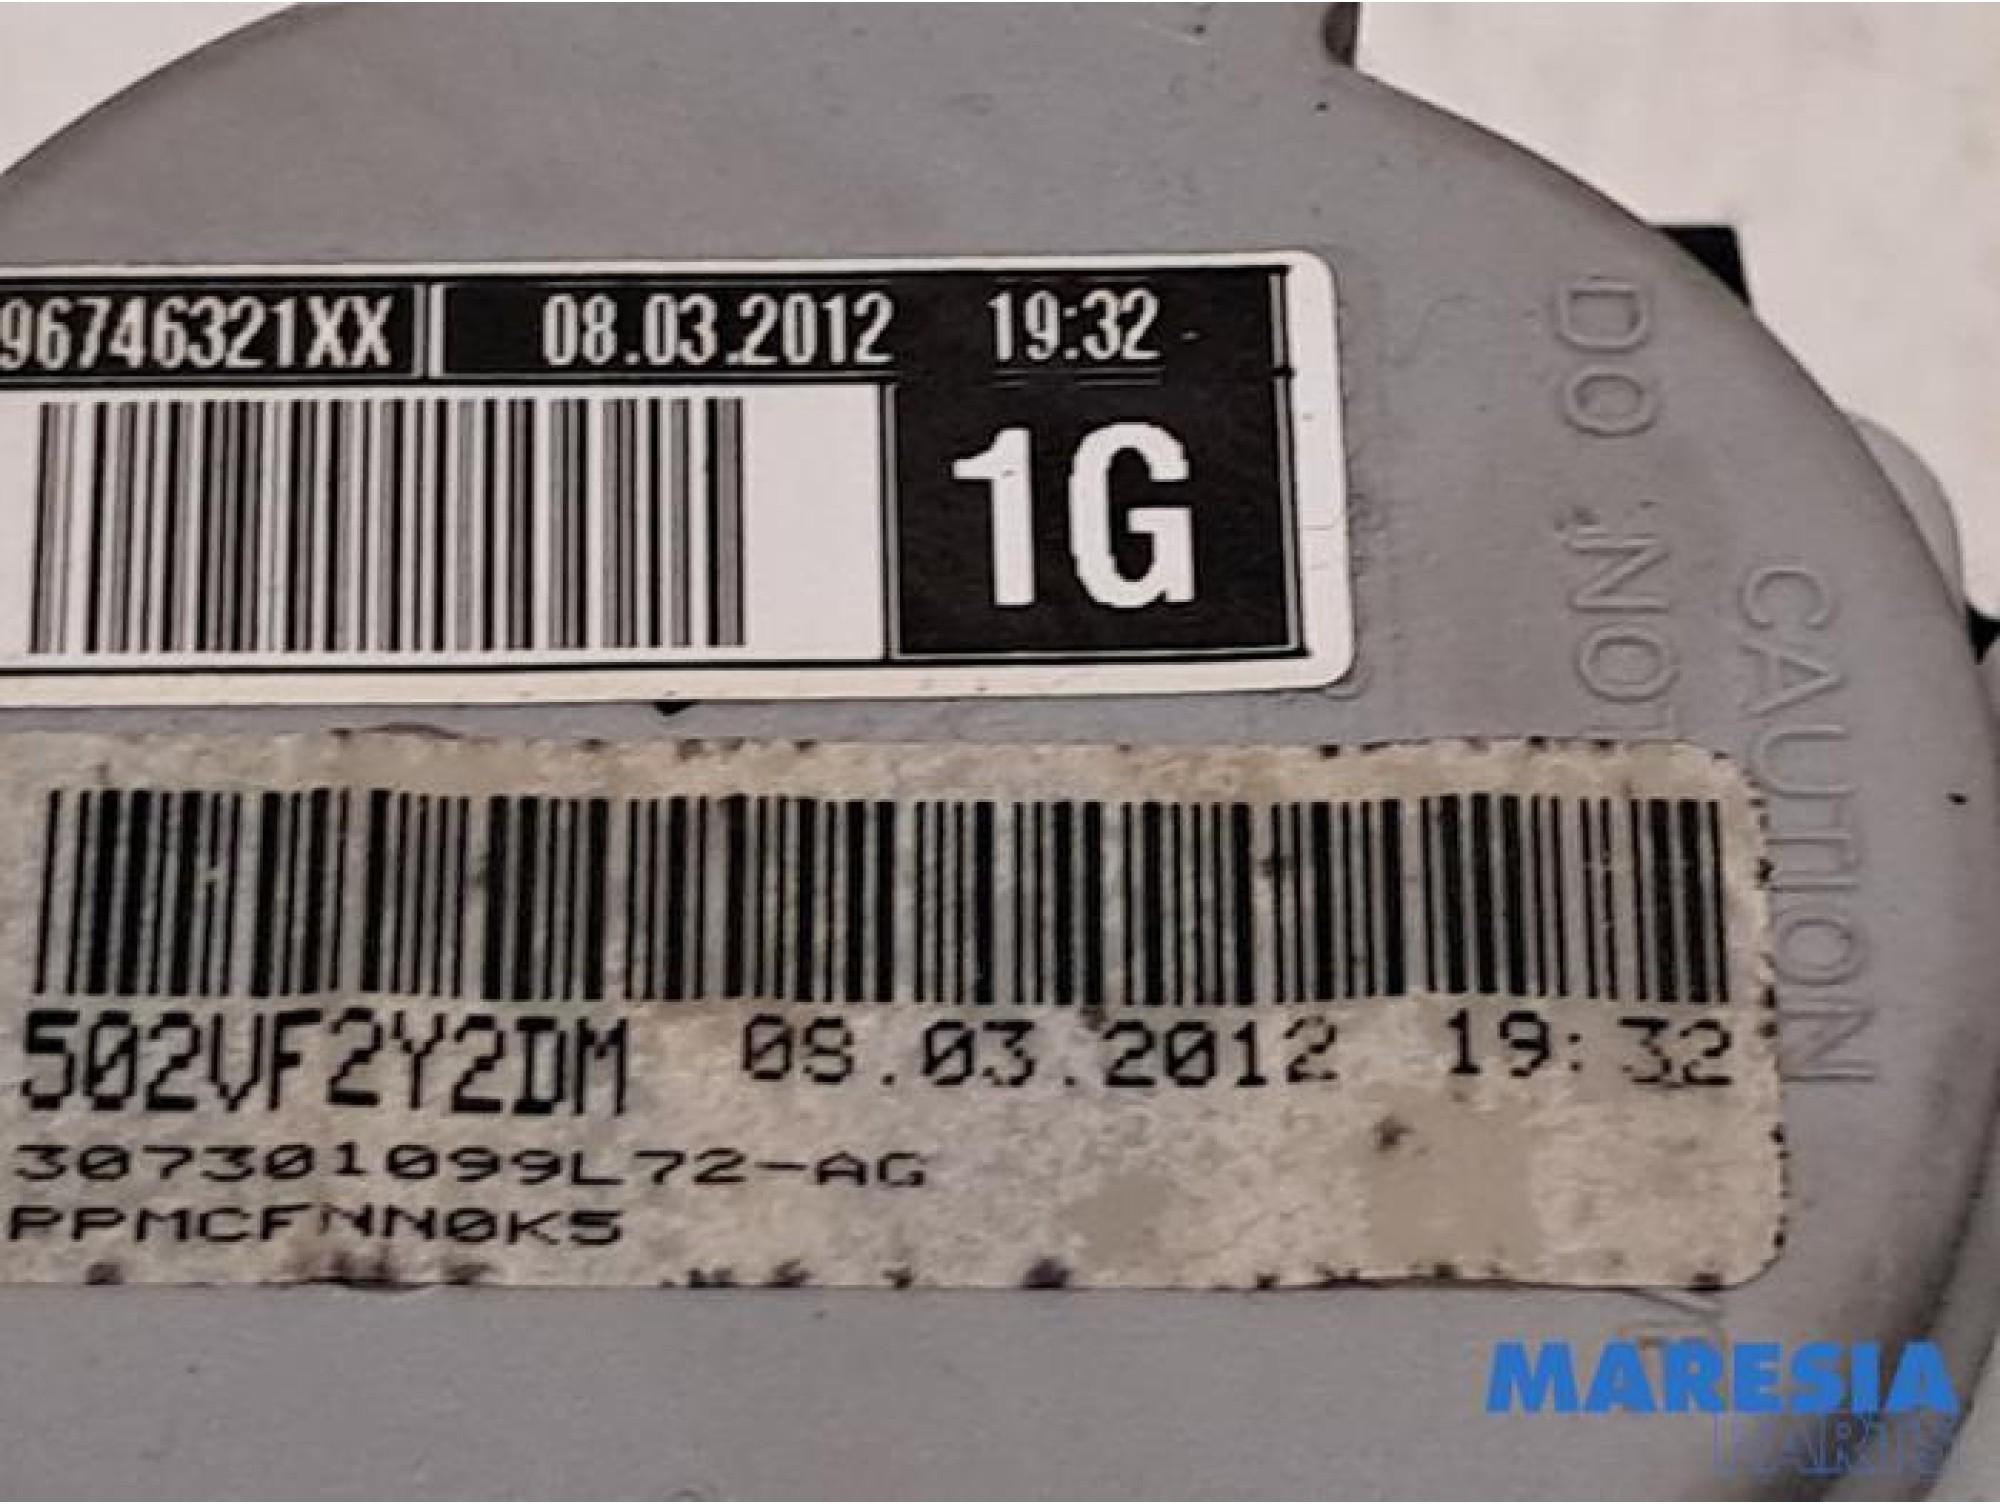 96746321XX 08.03.2012 19:32
1G
DO NOT
CAUTION
502VF2Y2DM 08.03.2012 19:32
307301099L72-AG
PPMCFNN0K5
MARESIA
PARTS